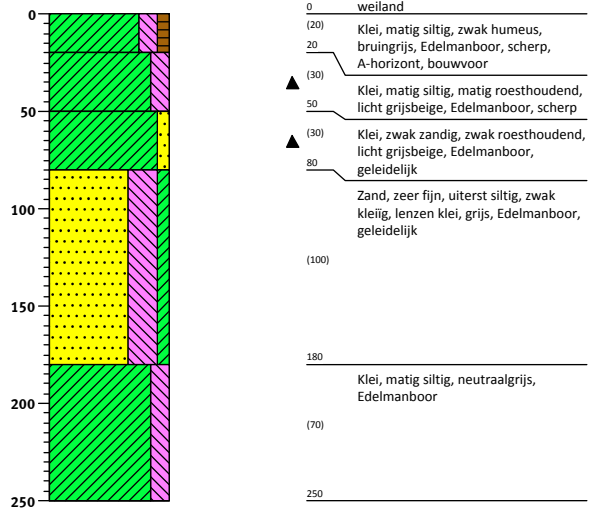 0
50
100
150
200
250
0
weiland
(20)
Klei, matig siltig, zwak humeus,
bruingrijs, Edelmanboor, scherp,
A-horizont, bouwvoor
20
(30)
Klei, matig siltig, matig roesthoudend,
licht grijsbeige, Edelmanboor, scherp
50
(30)
Klei, zwak zandig, zwak roesthoudend,
licht grijsbeige, Edelmanboor,
geleidelijk
80
Zand, zeer fijn, uiterst siltig, zwak
kleiïg, lenzen klei, grijs, Edelmanboor,
geleidelijk
(100)
180
Klei, matig siltig, neutraalgrijs,
Edelmanboor
(70)
250